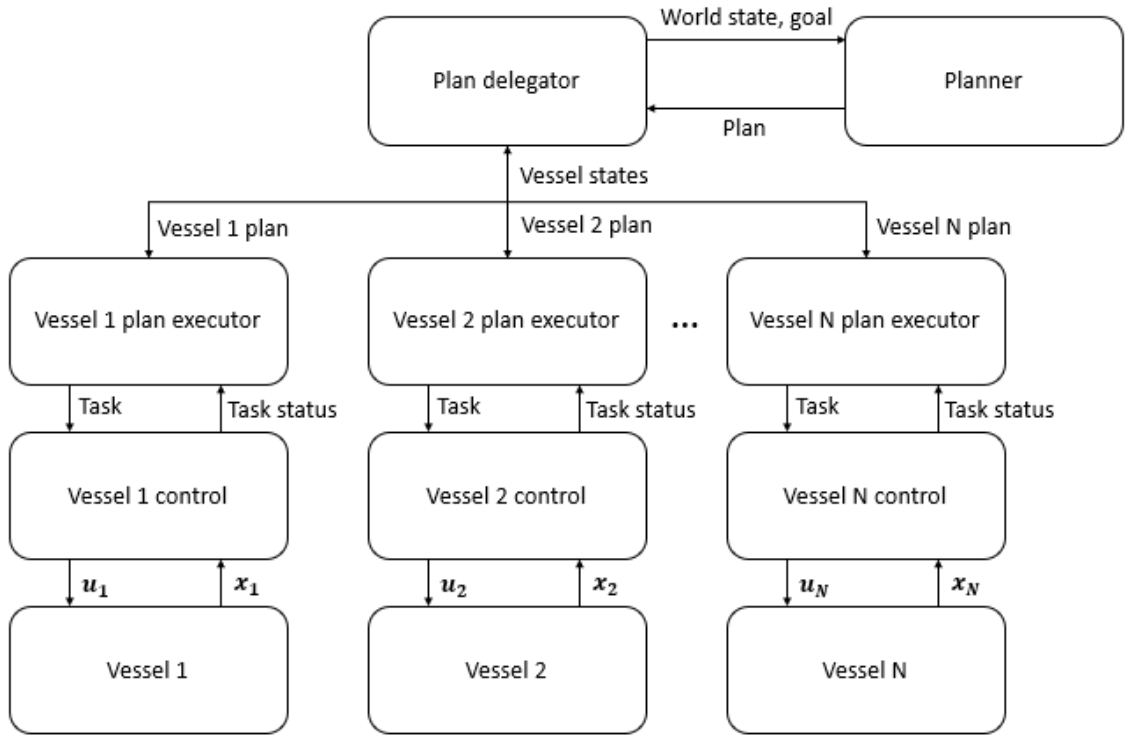 World state, goal
Plan delegator
Planner
Plan
Vessel states
Vessel 1 plan
Vessel 2 plan
Vessel N plan
Vessel 1 plan executor
Vessel 2 plan executor
...
Vessel N plan executor
Task
Task status
Task
Task status
Task
Task status
Vessel 1 control
Vessel 2 control
Vessel N control
u₁
x₁
u₂
x₂
u_N
x_N
Vessel 1
Vessel 2
Vessel N